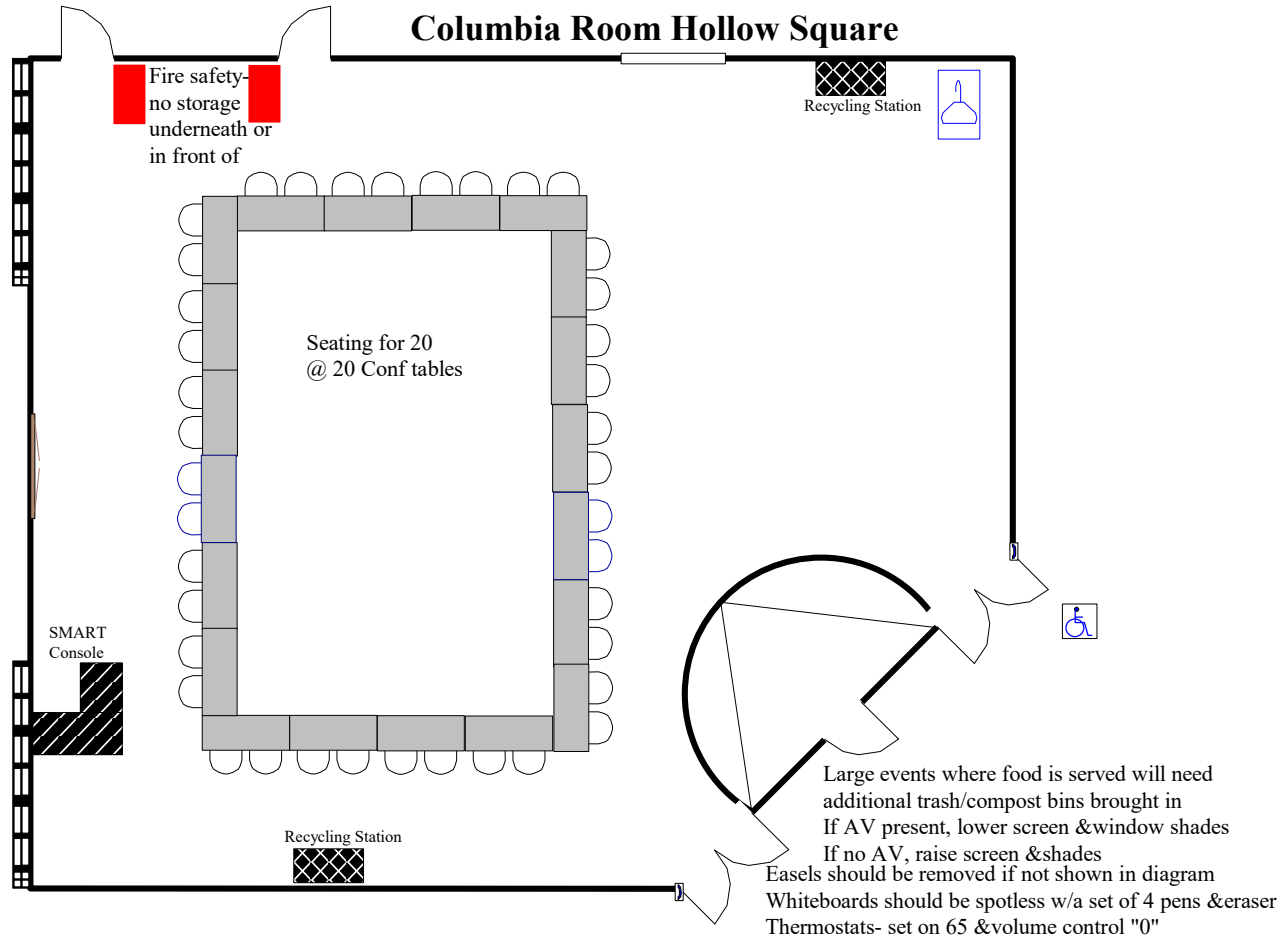 Columbia Room Hollow Square
Fire safety-
no storage
underneath or
in front of
Recycling Station
Seating for 20
@ 20 Conf tables
SMART
Console
Recycling Station
Large events where food is served will need
additional trash/compost bins brought in
If AV present, lower screen &window shades
If no AV, raise screen &shades
Easels should be removed if not shown in diagram
Whiteboards should be spotless w/a set of 4 pens &eraser
Thermostats- set on 65 &volume control "0"